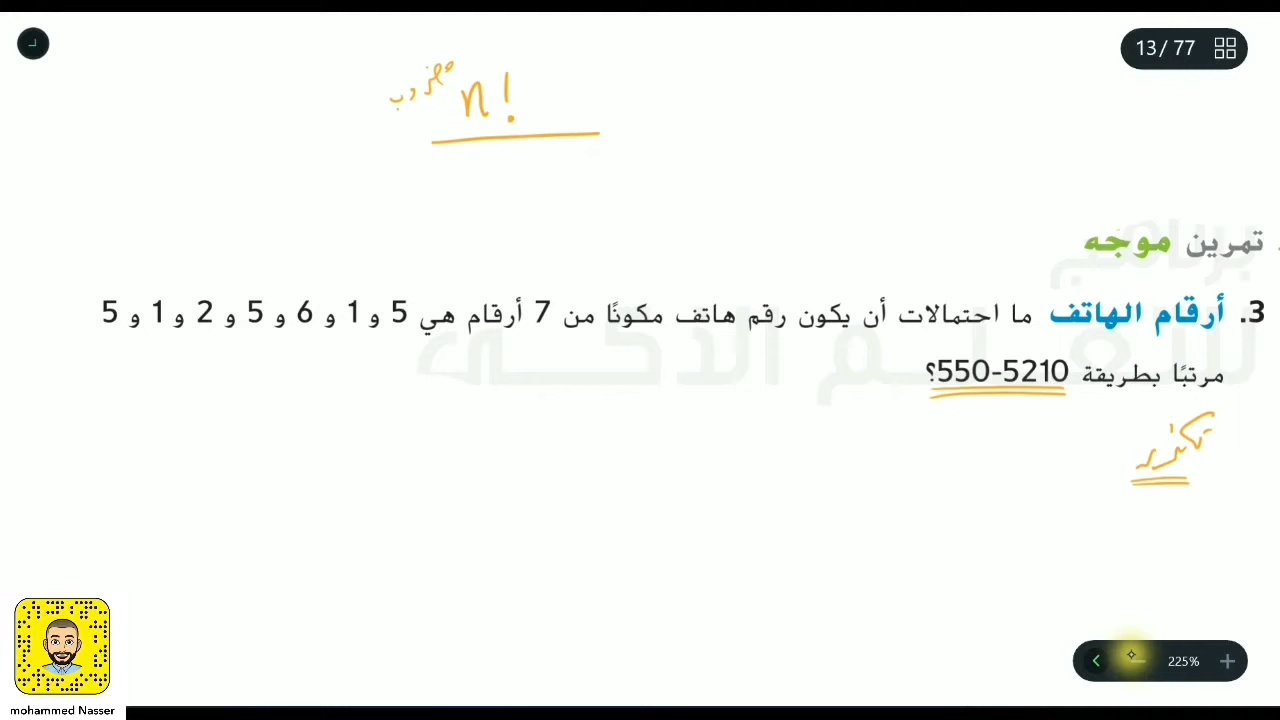 13/ 77
مضروب n!
تمرين موجه
3. أرقام الهاتف ما احتمالات أن يكون رقم هاتف مكونًا من 7 أرقام هي 5 و 1 و 6 و 5 و 2 و 1 و 5
مرتبًا بطريقة 550-5210؟
تكرار
برنامج
225%
mohammed Nasser